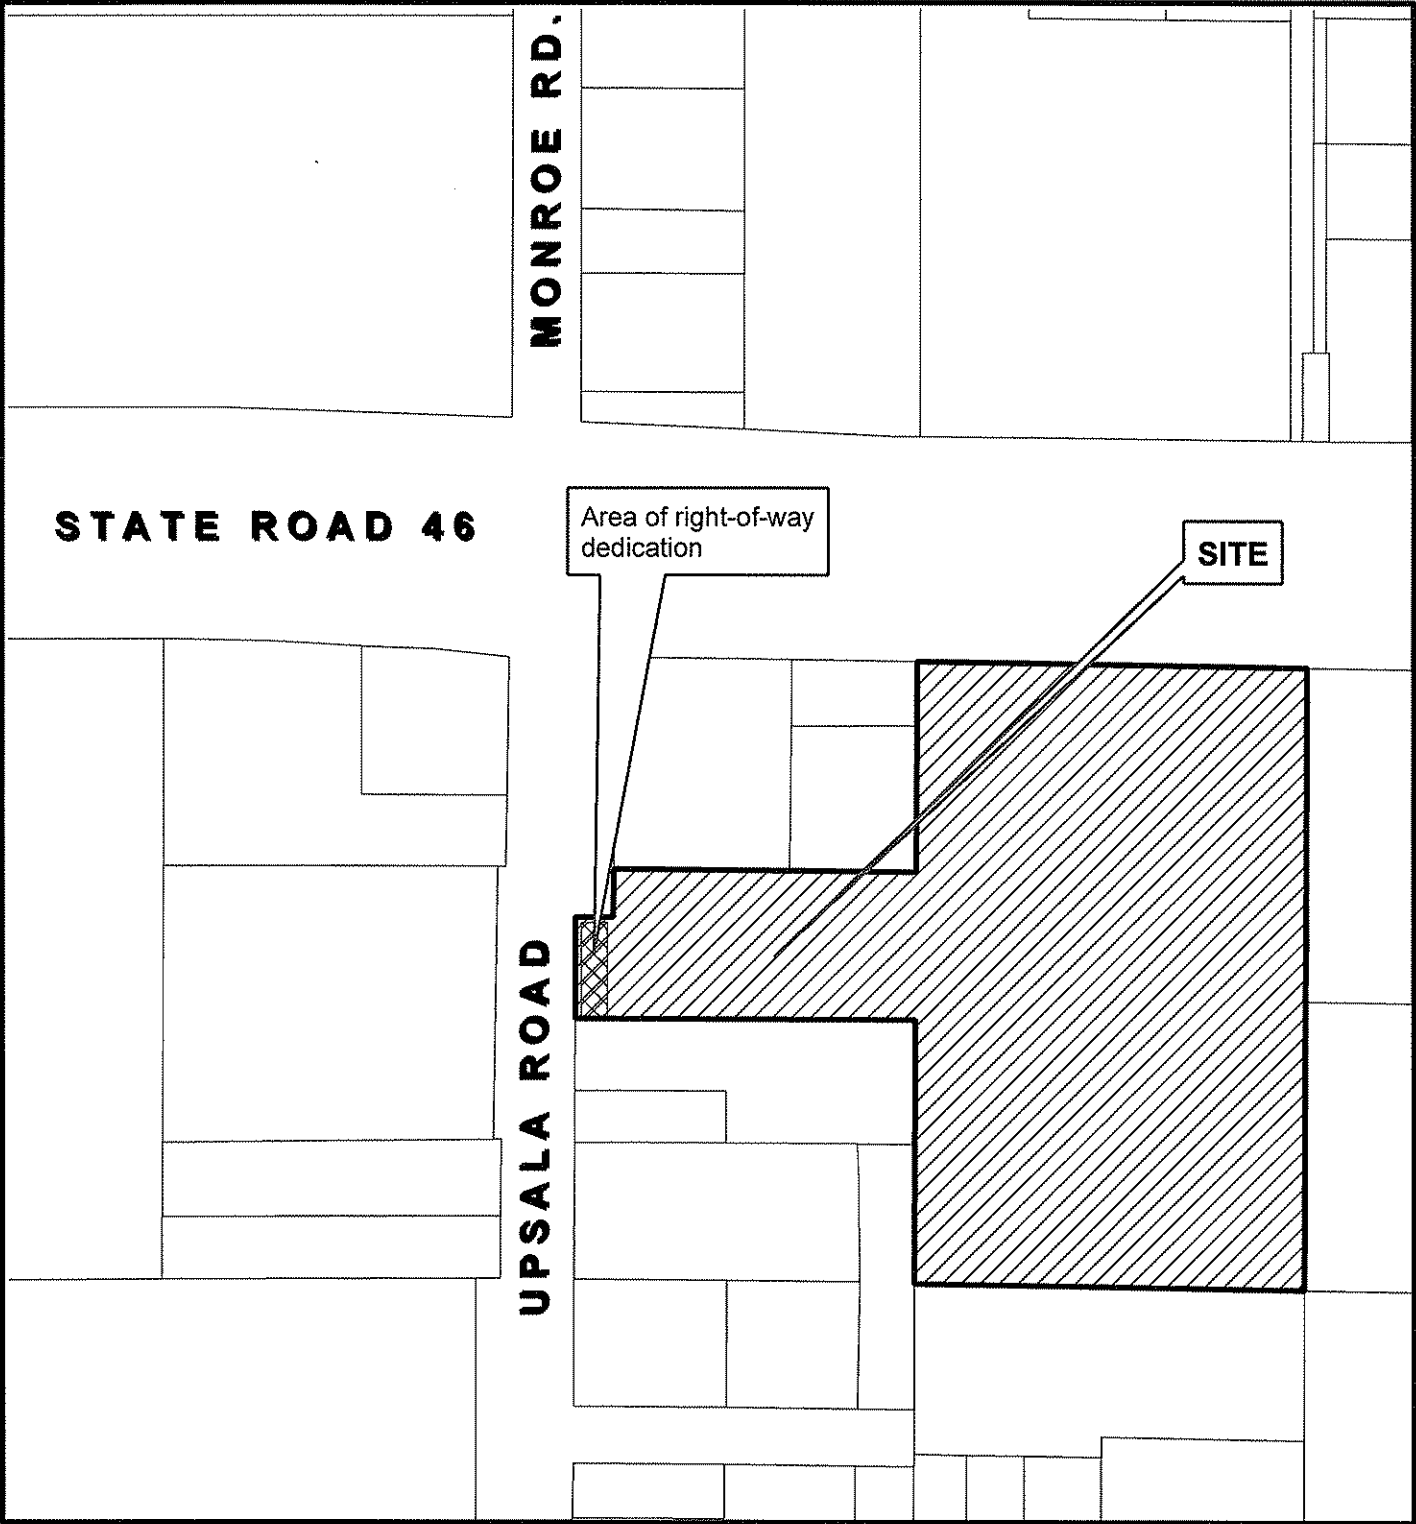 MONROE RD.
STATE ROAD 46
Area of right-of-way
dedication
SITE
UPSALA ROAD